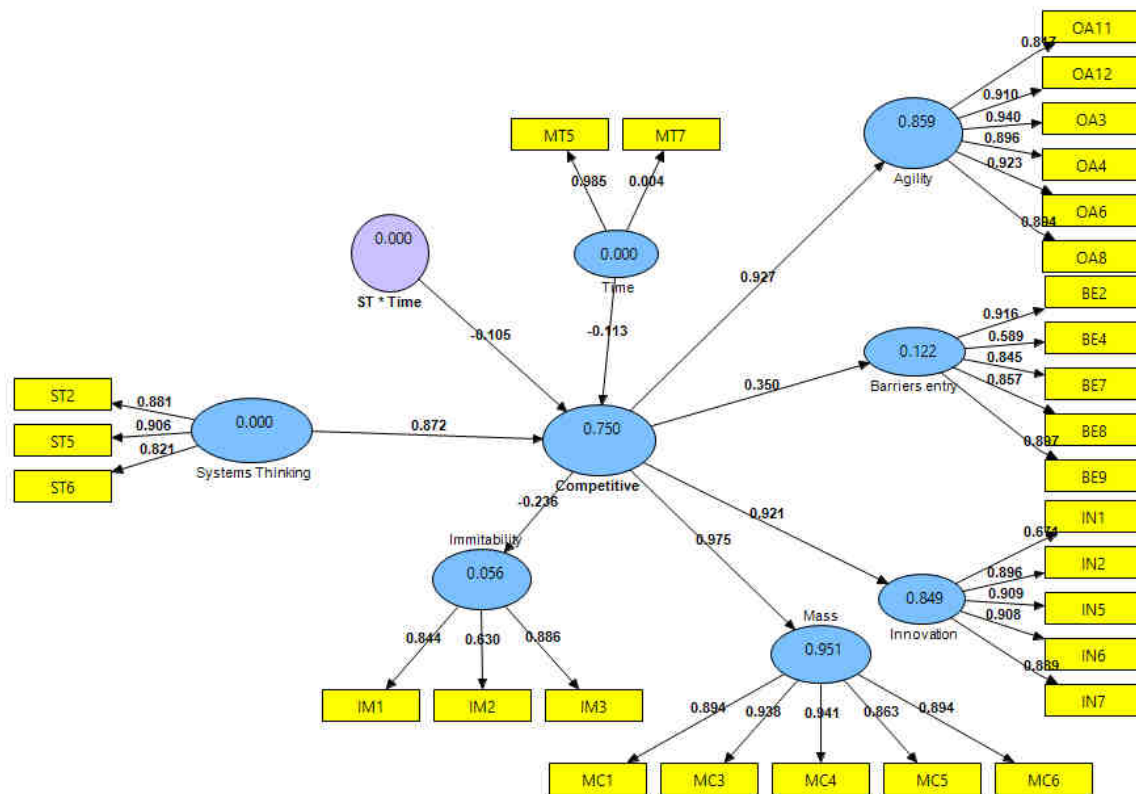 OA11
0.847
OA12
0.910
0.940
OA3
0.859
0.896
OA4
0.923
Agility
OA6
0.894
OA8
MT5
MT7
0.985
0.004
0.000
ST * Time
0.000
Time
0.927
-0.105
-0.113
BE2
0.916
0.589
BE4
0.122
0.845
BE7
Barriers entry
0.857
BE8
0.897
BE9
0.350
ST2
0.881
0.000
ST5
0.906
0.821
ST6
Systems Thinking
0.872
0.750
Competitive
-0.236
0.975
0.921
IN1
0.671
IN2
0.896
0.909
IN5
0.849
0.908
Innovation
IN6
0.889
IN7
Immitability
0.056
0.844
0.630
0.886
IM1
IM2
IM3
Mass
0.951
0.894
0.938
0.941
0.863
0.894
MC1
MC3
MC4
MC5
MC6